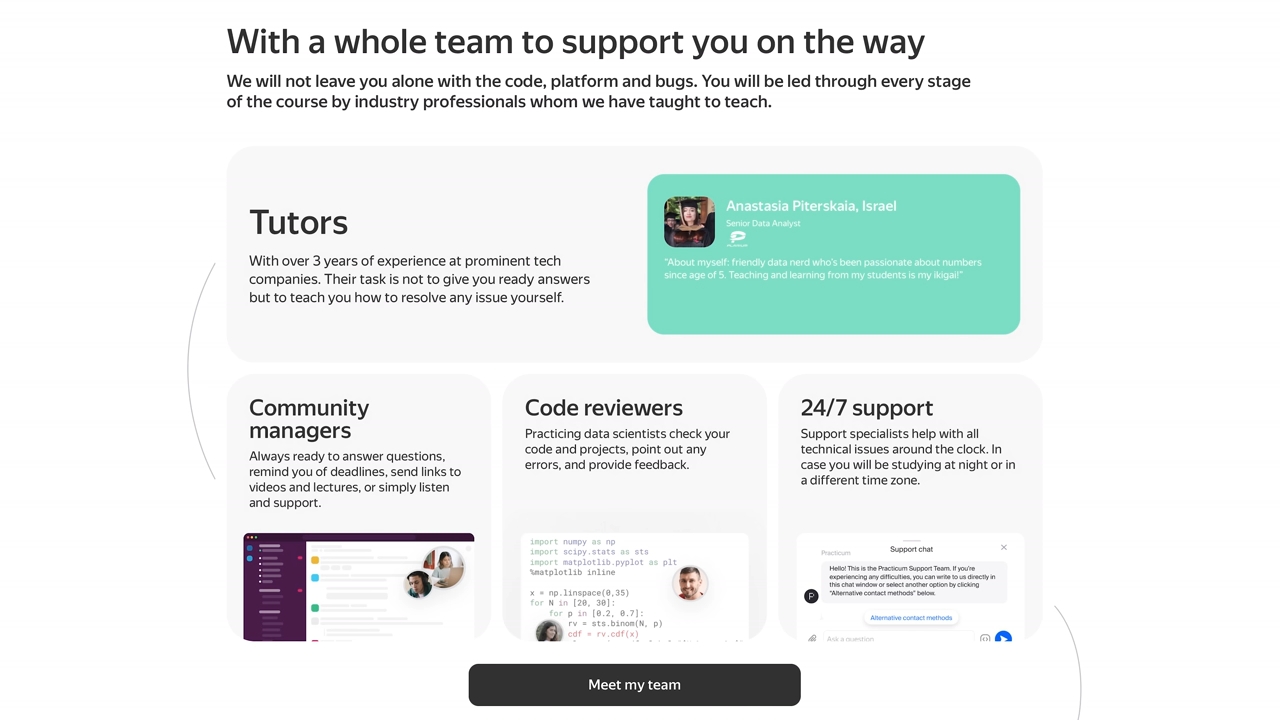 With a whole team to support you on the way
We will not leave you alone with the code, platform and bugs. You will be led through every stage
of the course by industry professionals whom we have taught to teach.
Tutors
With over 3 years of experience at prominent tech
companies. Their task is not to give you ready answers
but to teach you how to resolve any issue yourself.
Anastasia Piterskaia, Israel
Senior Data Analyst
“About myself: friendly data nerd who's been passionate about numbers
since age of 5. Teaching and learning from my students is my ikigai!”
Community
managers
Always ready to answer questions,
remind you of deadlines, send links to
videos and lectures, or simply listen
and support.
Code reviewers
Practicing data scientists check your
code and projects, point out any
errors, and provide feedback.
import numpy as np
import scipy.stats as sts
import matplotlib.pyplot as plt
%matplotlib inline
x = np.linspace(0,35)
for N in [20, 30]:
for p in [0.2, 0.7]:
rv = sts.binom(N, p)
cdf = rv.cdf(x)
24/7 support
Support specialists help with all
technical issues around the clock. In
case you will be studying at night or in
a different time zone.
Support chat
Practicum
Hello! This is the Practicum Support Team. If you're
experiencing any difficulties, you can write to us directly in
this chat window or select another option by clicking
“Alternative contact methods” below.
P
Alternative contact methods
Ask a question
Meet my team